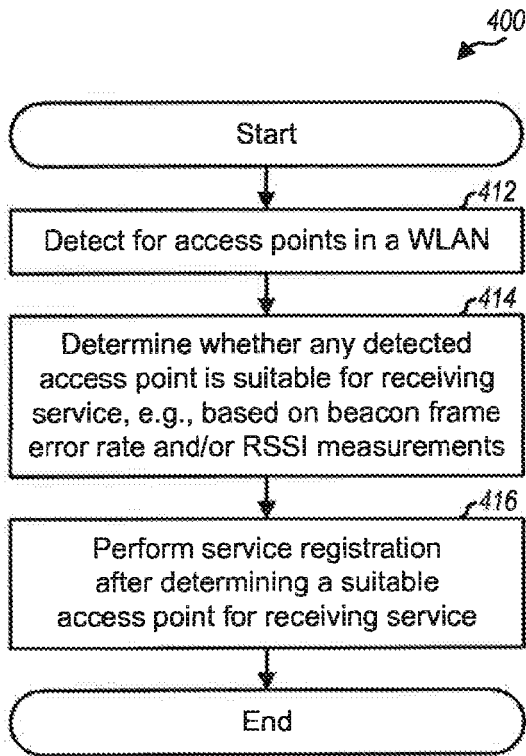 400
Start
412
Detect for access points in a WLAN
414
Determine whether any detected
access point is suitable for receiving
service, e.g., based on beacon frame
error rate and/or RSSI measurements
416
Perform service registration
after determining a suitable
access point for receiving service
End